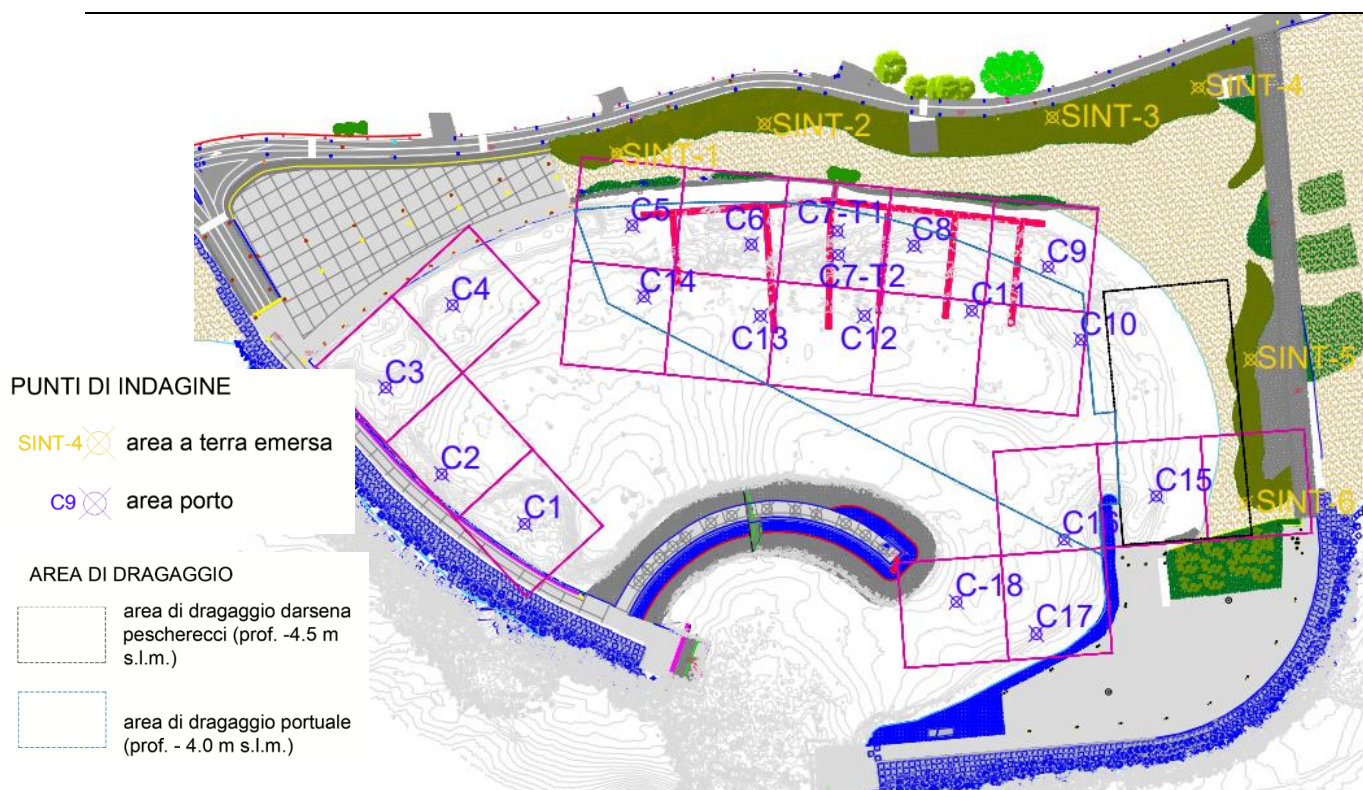 SINT-4
SINT-3
SINT-2
SINT-1
C5
C6
C7-T1
C8
C9
C7-T2
C14
C4
C13
C12
C11
C10
SINT-5
C3
C2
C1
C15
SINT-6
C16
C-18
C17
PUNTI DI INDAGINE
SINT-4 area a terra emersa
C9 area porto
AREA DI DRAGAGGIO
area di dragaggio darsena
pescherecci (prof. -4.5 m
s.l.m.)
area di dragaggio portuale
(prof. - 4.0 m s.l.m.)